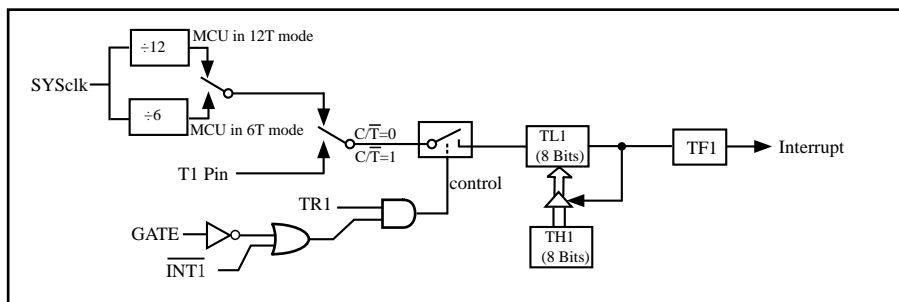 ÷12
MCU in 12T mode
SYSclk
÷6
MCU in 6T mode
C/T̅=0
C/T̅=1
T1 Pin
TL1
(8 Bits)
TF1
Interrupt
control
TR1
GATE
I̅N̅T̅1̅
TH1
(8 Bits)